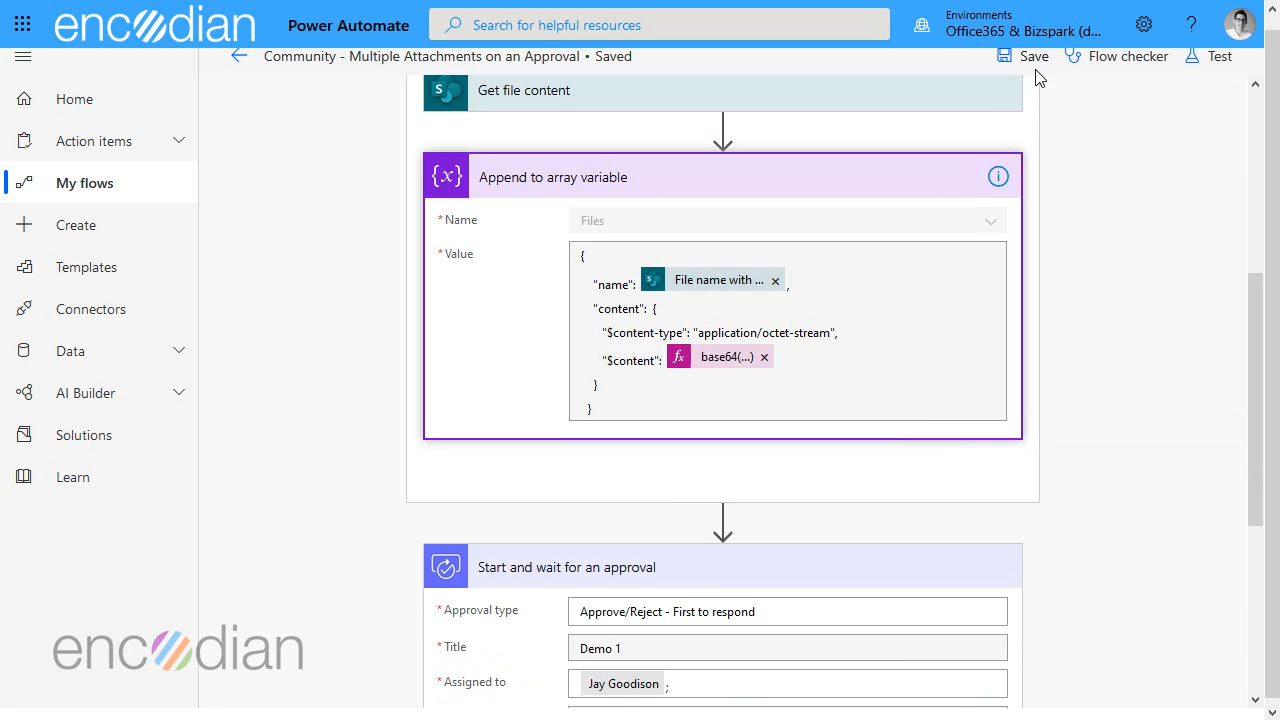 encodian
Power Automate
Search for helpful resources
Environments
Office365 & Bizspark (d...
?
Community - Multiple Attachments on an Approval • Saved
Save
Flow checker
Test
Home
Action items
My flows
Create
Templates
Connectors
Data
AI Builder
Solutions
Learn
S
Get file content
{x}
Append to array variable
i
* Name
Files
* Value
{
"name": File name with ... × ,
"content": {
"$content-type": "application/octet-stream",
"$content": fx base64(...) ×
}
}
Start and wait for an approval
* Approval type
Approve/Reject - First to respond
* Title
Demo 1
* Assigned to
Jay Goodison ;
encodian